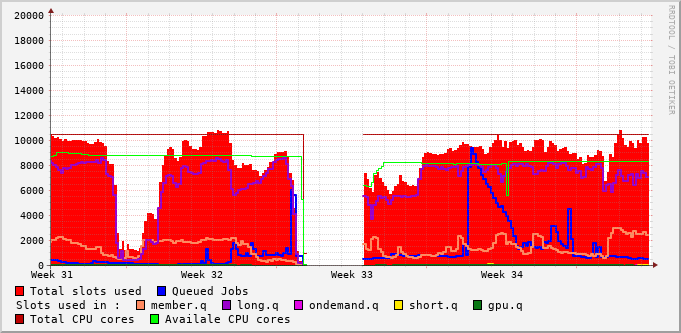 RRDTOOL / TOBI OETIKER
20000
18000
16000
14000
12000
10000
8000
6000
4000
2000
0
Week 31 Week 32 Week 33 Week 34
Total slots used Queued Jobs
Slots used in : member.q long.q ondemand.q short.q gpu.q
Total CPU cores Availale CPU cores